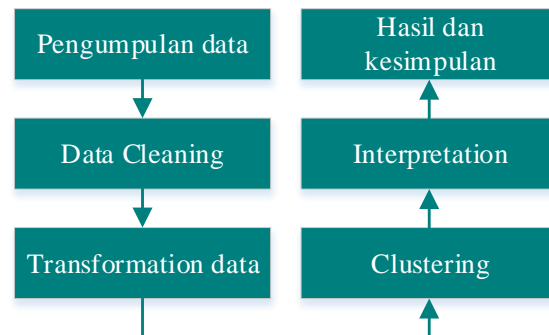 Pengumpulan data
Data Cleaning
Transformation data
Clustering
Interpretation
Hasil dan
kesimpulan